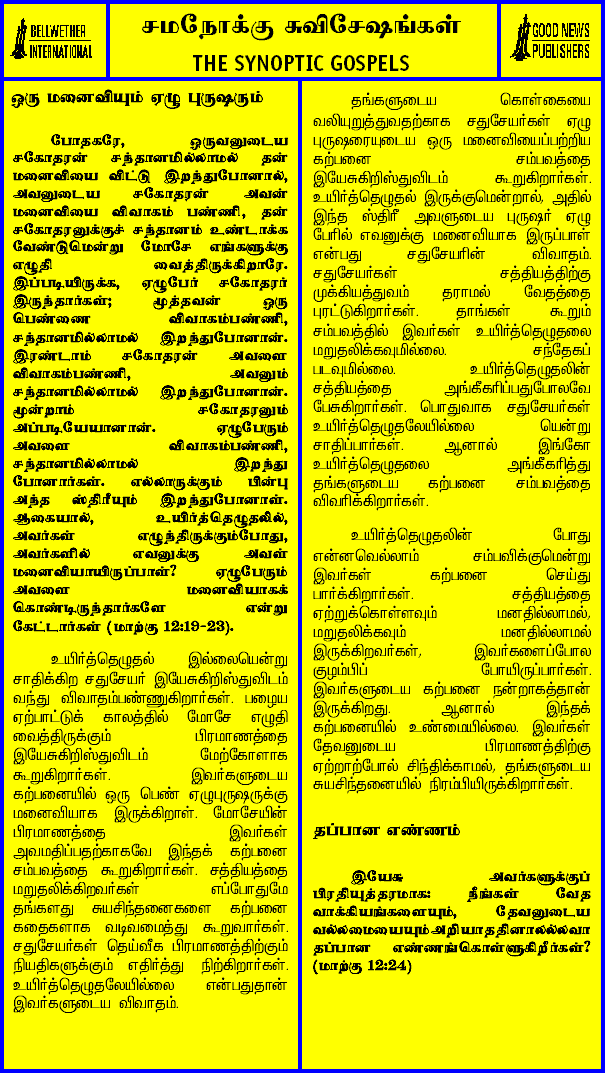 BELLWETHER
INTERNATIONAL
சமநோக்கு சுவிசேஷங்கள்
THE SYNOPTIC GOSPELS
GOOD NEWS
PUBLISHERS
ஒரு மனைவியும் ஏழு புருஷரும்
போதகரே, ஒருவனுடைய
சகோதரன் சந்தானமில்லாமல் தன்
மனைவியை விட்டு இறந்துபோனால்,
அவனுடைய சகோதரன் அவன்
மனைவியை விவாகம் பண்ணி, தன்
சகோதரனுக்குச் சந்தானம் உண்டாக்க
வேண்டுமென்று மோசே எங்களுக்கு
எழுதி வைத்திருக்கிறாரே.
இப்படியிருக்க, ஏழுபேர் சகோதரர்
இருந்தார்கள்; மூத்தவன் ஒரு
பெண்ணை விவாகம்பண்ணி,
சந்தானமில்லாமல் இறந்துபோனான்.
இரண்டாம் சகோதரன் அவளை
விவாகம்பண்ணி, அவனும்
சந்தானமில்லாமல் இறந்துபோனான்.
மூன்றாம் சகோதரனும்
அப்படியேயானான். ஏழுபேரும்
அவளை விவாகம்பண்ணி,
சந்தானமில்லாமல் இறந்து
போனார்கள். எல்லாருக்கும் பின்பு
அந்த ஸ்திரீயும் இறந்துபோனாள்.
ஆகையால், உயிர்த்தெழுதலில்,
அவர்கள் எழுந்திருக்கும்போது,
அவர்களில் எவனுக்கு அவள்
மனைவியாயிருப்பாள்? ஏழுபேரும்
அவளை மனைவியாகக்
கொண்டிருந்தார்களே என்று
கேட்டார்கள் (மாற்கு 12:19-23).
உயிர்த்தெழுதல் இல்லையென்று
சாதிக்கிற சதுசேயர் இயேசுகிறிஸ்துவிடம்
வந்து விவாதம்பண்ணுகிறார்கள். பழைய
ஏற்பாட்டுக் காலத்தில் மோசே எழுதி
வைத்திருக்கும் பிரமாணத்தை
இயேசுகிறிஸ்துவிடம் மேற்கோளாக
கூறுகிறார்கள். இவர்களுடைய
கற்பனையில் ஒரு பெண் ஏழுபுருஷருக்கு
மனைவியாக இருக்கிறாள். மோசேயின்
பிரமாணத்தை இவர்கள்
அவமதிப்பதற்காகவே இந்தக் கற்பனை
சம்பவத்தை கூறுகிறார்கள். சத்தியத்தை
மறுதலிக்கிறவர்கள் எப்போதுமே
தங்களது சுயசிந்தனைகளை கற்பனை
கதைகளாக வடிவமைத்து கூறுவார்கள்.
சதுசேயர்கள் தெய்வீக பிரமாணத்திற்கும்
நியதிகளுக்கும் எதிர்த்து நிற்கிறார்கள்.
உயிர்த்தெழுதலேயில்லை என்பதுதான்
இவர்களுடைய விவாதம்.
தங்களுடைய கொள்கையை
வலியுறுத்துவதற்காக சதுசேயர்கள் ஏழு
புருஷரையுடைய ஒரு மனைவியைப்பற்றிய
கற்பனை சம்பவத்தை
இயேசுகிறிஸ்துவிடம் கூறுகிறார்கள்.
உயிர்த்தெழுதல் இருக்குமென்றால், அதில்
இந்த ஸ்திரீ அவளுடைய புருஷர் ஏழு
பேரில் எவனுக்கு மனைவியாக இருப்பாள்
என்பது சதுசேயரின் விவாதம்.
சதுசேயர்கள் சத்தியத்திற்கு
முக்கியத்துவம் தராமல் வேதத்தை
புரட்டுகிறார்கள். தாங்கள் கூறும்
சம்பவத்தில் இவர்கள் உயிர்த்தெழுதலை
மறுதலிக்கவுமில்லை. சந்தேகப்
படவுமில்லை. உயிர்த்தெழுதலின்
சத்தியத்தை அங்கீகரிப்பதுபோலவே
பேசுகிறார்கள். பொதுவாக சதுசேயர்கள்
உயிர்த்தெழுதலேயில்லை யென்று
சாதிப்பார்கள். ஆனால் இங்கோ
உயிர்த்தெழுதலை அங்கீகரித்து
தங்களுடைய கற்பனை சம்பவத்தை
விவரிக்கிறார்கள்.
உயிர்த்தெழுதலின் போது
என்னவெல்லாம் சம்பவிக்குமென்று
இவர்கள் கற்பனை செய்து
பார்க்கிறார்கள். சத்தியத்தை
ஏற்றுக்கொள்ளவும் மனதில்லாமல்,
மறுதலிக்கவும் மனதில்லாமல்
இருக்கிறவர்கள், இவர்களைப்போல
குழம்பிப் போயிருப்பார்கள்.
இவர்களுடைய கற்பனை நன்றாகத்தான்
இருக்கிறது. ஆனால் இந்தக்
கற்பனையில் உண்மையில்லை. இவர்கள்
தேவனுடைய பிரமாணத்திற்கு
ஏற்றாற்போல் சிந்திக்காமல், தங்களுடைய
சுயசிந்தனையில் நிரம்பியிருக்கிறார்கள்.
தப்பான எண்ணம்
இயேசு அவர்களுக்குப்
பிரதியுத்தரமாக: நீங்கள் வேத
வாக்கியங்களையும், தேவனுடைய
வல்லமையையும்அறியாததினாலல்லவா
தப்பான எண்ணங்கொள்ளுகிறீர்கள்?
(மாற்கு 12:24)